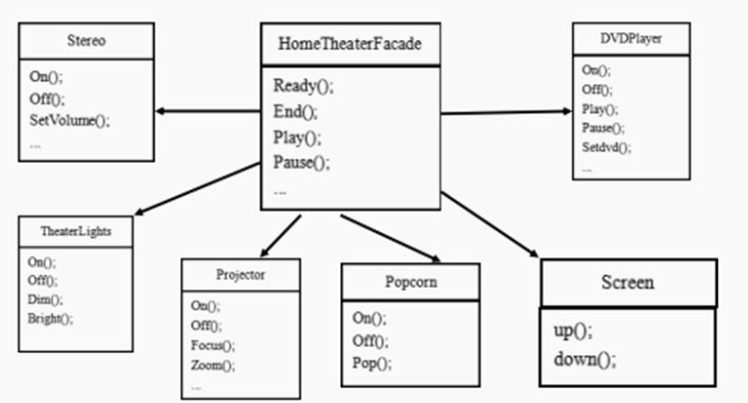 Stereo
On();
Off();
SetVolume();
...
HomeTheaterFacade
Ready();
End();
Play();
Pause();
...
DVDPlayer
On();
Off();
Play();
Pause();
Setdvd();
...
TheaterLights
On();
Off();
Dim();
Bright();
Projector
On();
Off();
Focus();
Zoom();
...
Popcorn
On();
Off();
Pop();
Screen
up();
down();